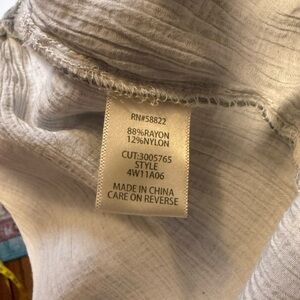 RN#58822
88%RAYON
12%NYLON
CUT:3005765
STYLE
4W11A06
MADE IN CHINA
CARE ON REVERSE